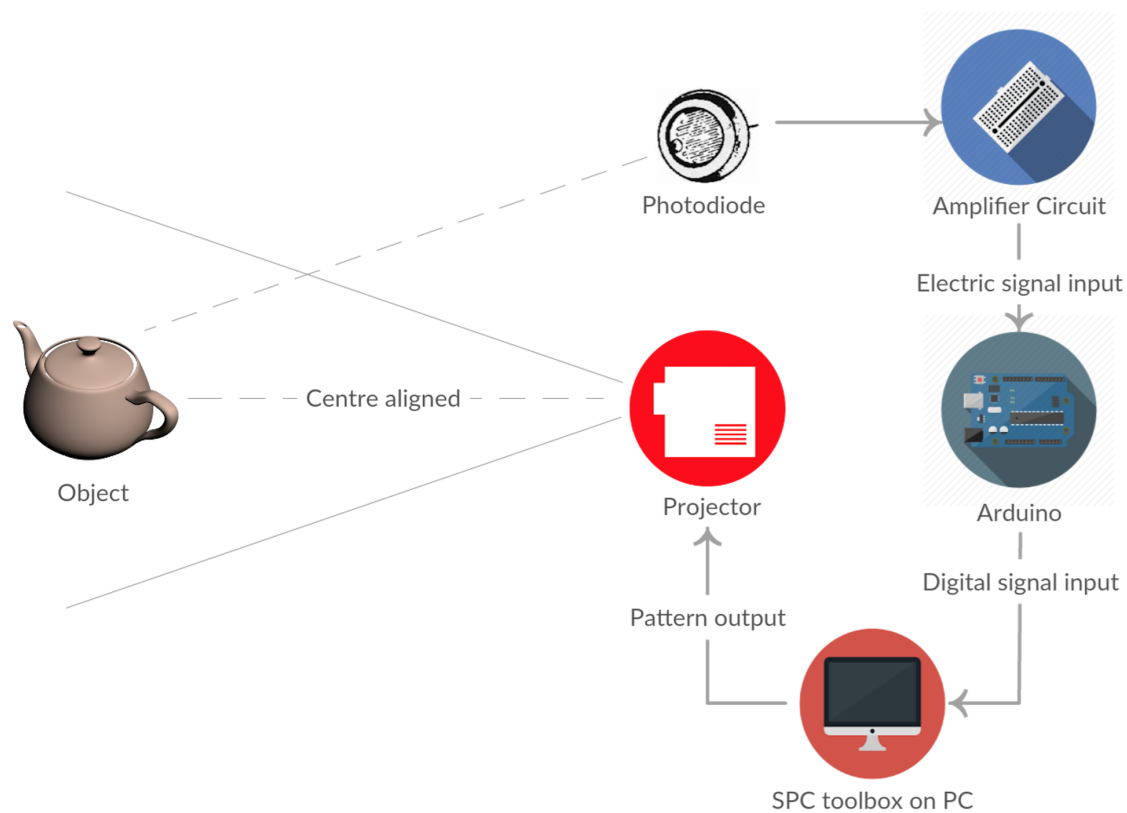 Photodiode
Amplifier Circuit
Electric signal input
Centre aligned
Object
Projector
Arduino
Digital signal input
Pattern output
SPC toolbox on PC